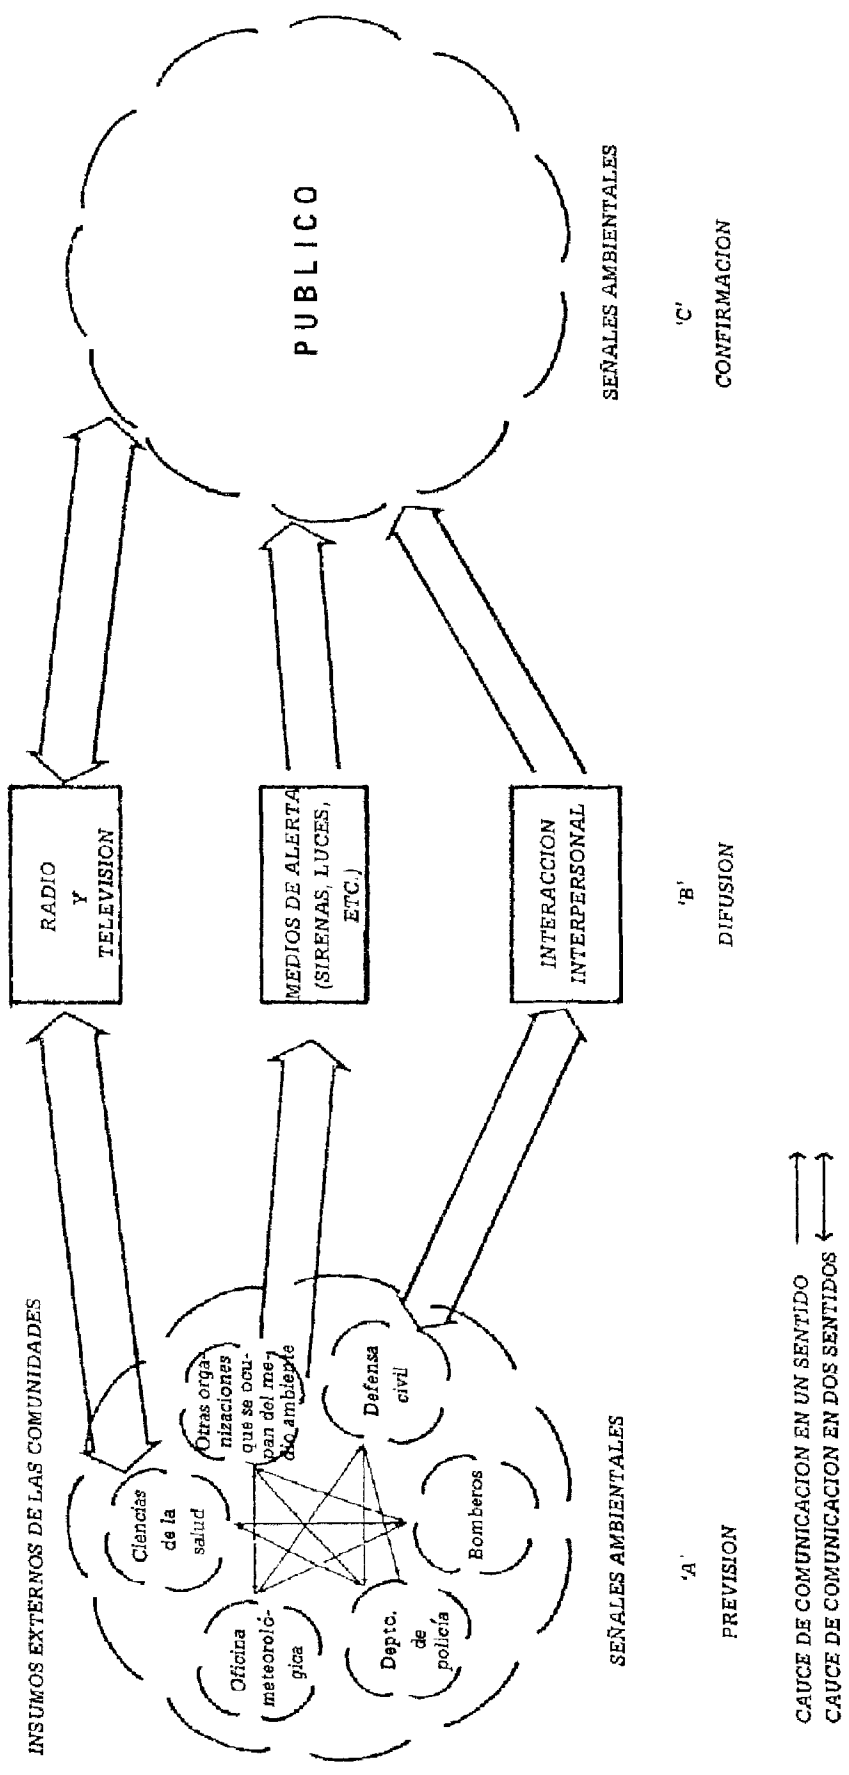 INSUMOS EXTERNOS DE LAS COMUNIDADES
Oficina
meteoroló-
gica
Ciencias
de la
salud
Otras orga-
nizaciones
que se ocu-
pan del me-
dio ambiente
Defensa
civil
Bomberos
Depto.
de
policía
SEÑALES AMBIENTALES
'A'
PREVISION
RADIO
Y
TELEVISION
MEDIOS DE ALERTA
(SIRENAS, LUCES,
ETC.)
INTERACCION
INTERPERSONAL
'B'
DIFUSION
PUBLICO
SEÑALES AMBIENTALES
'C'
CONFIRMACION
CAUCE DE COMUNICACION EN UN SENTIDO
CAUCE DE COMUNICACION EN DOS SENTIDOS